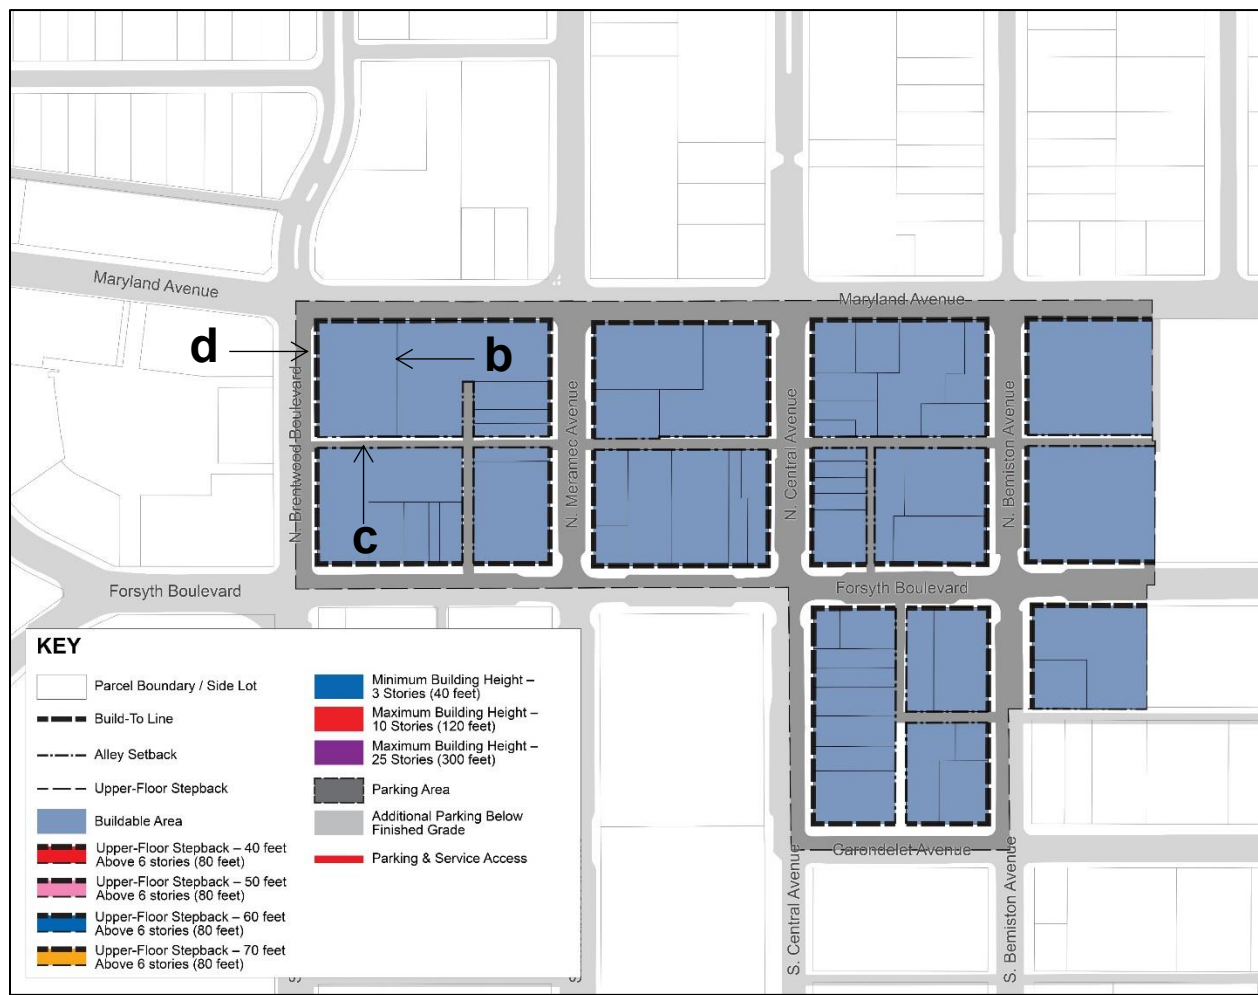 Maryland Avenue
Maryland Avenue
d
b
N. Brentwood Boulevard
N. Meramec Avenue
N. Central Avenue
N. Bemiston Avenue
c
Forsyth Boulevard
Forsyth Boulevard
Carondelet Avenue
S. Central Avenue
S. Bemiston Avenue
KEY
Parcel Boundary / Side Lot
Build-To Line
Alley Setback
Upper-Floor Stepback
Buildable Area
Upper-Floor Stepback – 40 feet
Above 6 stories (80 feet)
Upper-Floor Stepback – 50 feet
Above 6 stories (80 feet)
Upper-Floor Stepback – 60 feet
Above 6 stories (80 feet)
Upper-Floor Stepback – 70 feet
Above 6 stories (80 feet)
Minimum Building Height –
3 Stories (40 feet)
Maximum Building Height –
10 Stories (120 feet)
Maximum Building Height –
25 Stories (300 feet)
Parking Area
Additional Parking Below
Finished Grade
Parking & Service Access